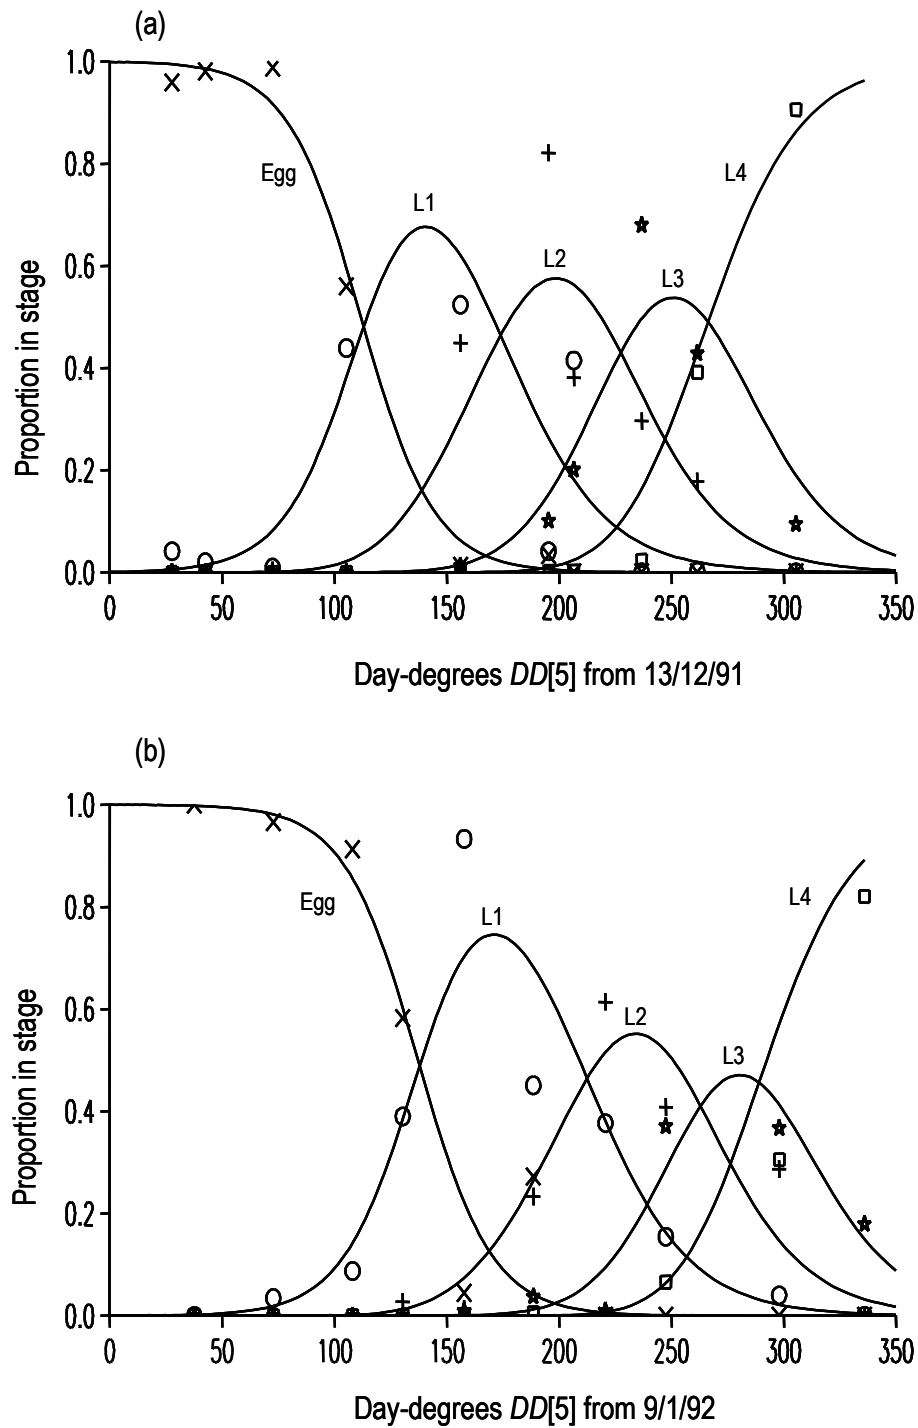 (a)
1.0
0.8
0.6
0.4
0.2
0.0
Proportion in stage
Egg
L1
L2
L3
L4
0 50 100 150 200 250 300 350
Day-degrees DD[5] from 13/12/91
(b)
1.0
0.8
0.6
0.4
0.2
0.0
Proportion in stage
Egg
L1
L2
L3
L4
0 50 100 150 200 250 300 350
Day-degrees DD[5] from 9/1/92